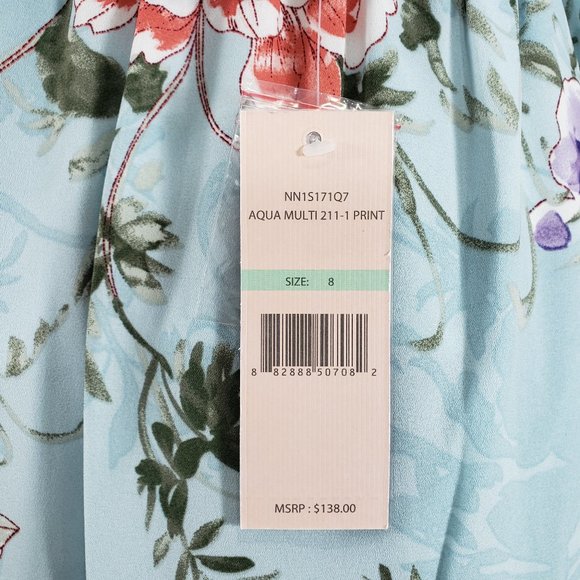 NN1S171Q7
AQUA MULTI 211-1 PRINT
SIZE: 8
8 82888 50708 2
MSRP : $138.00